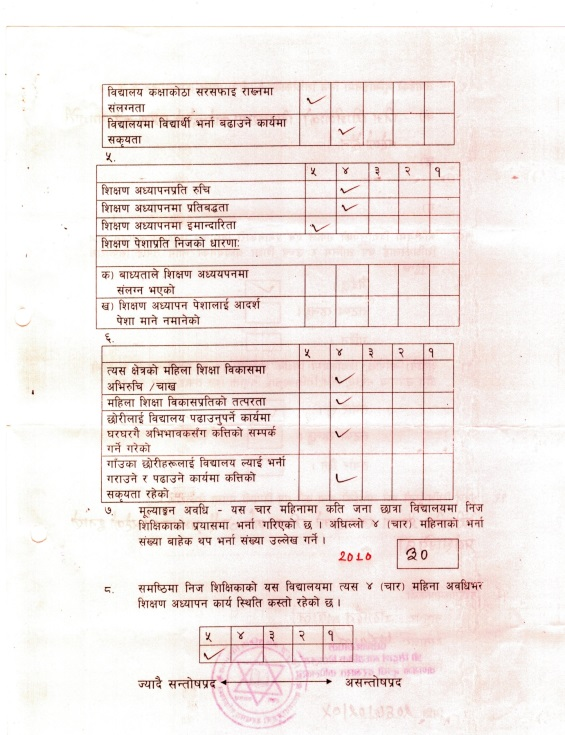 विद्यालय कक्षाकोठा सरसफाइ राख्नमा
संलग्नता ✓
विद्यालयमा विद्यार्थी भर्ना बढाउने कार्यमा
सक्र्यता ✓
५.
५ ४ ३ २ १
शिक्षण अध्यापनप्रति रुचि ✓
शिक्षण अध्यापनमा प्रतिबद्धता ✓
शिक्षण अध्यापनमा इमान्दारिता ✓
शिक्षण पेशाप्रति निजको धारणा:
क) बाध्यताले शिक्षण अध्ययपनमा
संलग्न भएको
ख) शिक्षण अध्यापन पेशालाई आदर्श
पेशा माने नमानेको
६.
५ ४ ३ २ १
त्यस क्षेत्रको महिला शिक्षा विकासमा
अभिरुचि /चाख ✓
महिला शिक्षा विकासप्रतिको तत्परता ✓
छोरीलाई विद्यालय पढाउनुपर्ने कार्यमा
घरघरगै अभिभावकसँग कत्तिको सम्पर्क ✓
गर्ने गरेको
गाँउका छोरीहरूलाई विद्यालय ल्याई भर्ना
गराउने र पढाउने कार्यमा कत्तिको ✓
सक्र्यता रहेको
७. मूल्याङ्कन अवधि - यस चार महिनामा कति जना छात्रा विद्यालयमा निज
शिक्षिकाको प्रयासमा भर्ना गरिएको छ । अघिल्लो ४ (चार) महिनाको भर्ना
संख्या बाहेक थप भर्ना संख्या उल्लेख गर्ने ।
2010 30
८. समष्ठिमा निज शिक्षिकाको यस विद्यालयमा त्यस ४ (चार) महिना अवधिभर
शिक्षण अध्यापन कार्य स्थिति कस्तो रहेको छ ।
५ ४ ३ २ १
✓
ज्यादै सन्तोषप्रद असन्तोषप्रद